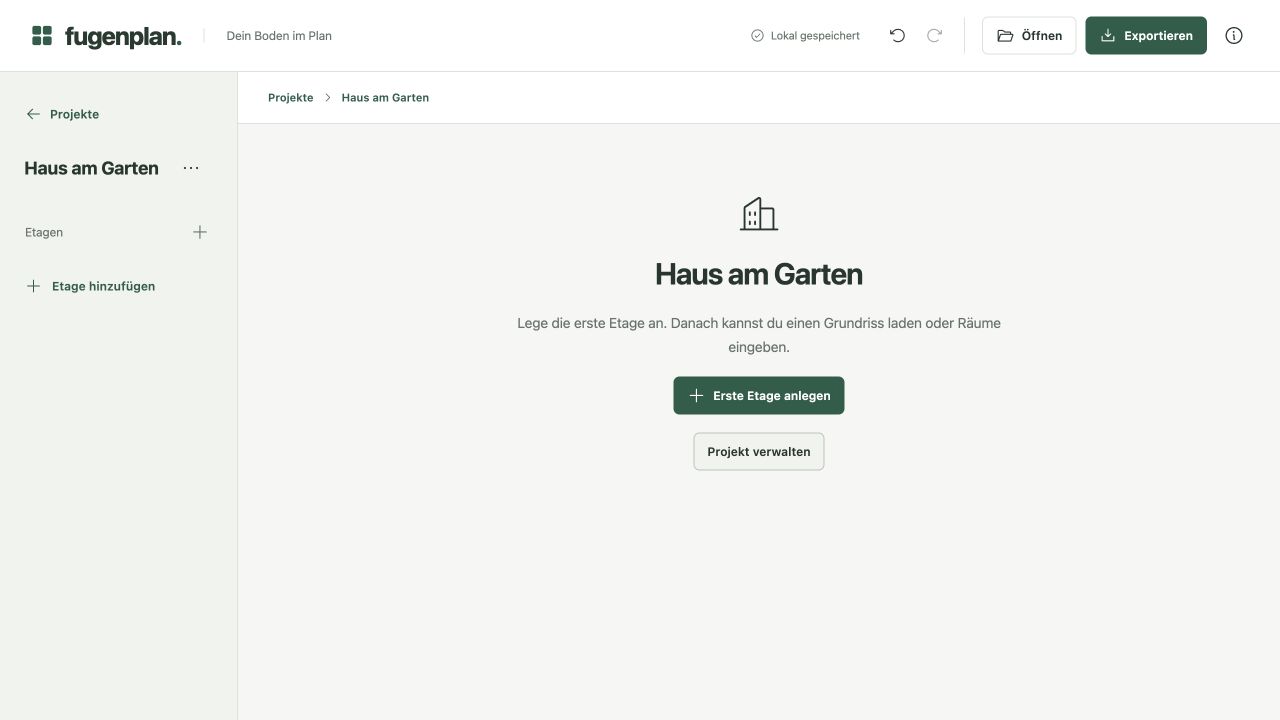 fugenplan.
Dein Boden im Plan
Lokal gespeichert
Öffnen
Exportieren
Projekte
Haus am Garten
Etagen
Etage hinzufügen
Projekte
Haus am Garten
Haus am Garten
Lege die erste Etage an. Danach kannst du einen Grundriss laden oder Räume
eingeben.
Erste Etage anlegen
Projekt verwalten